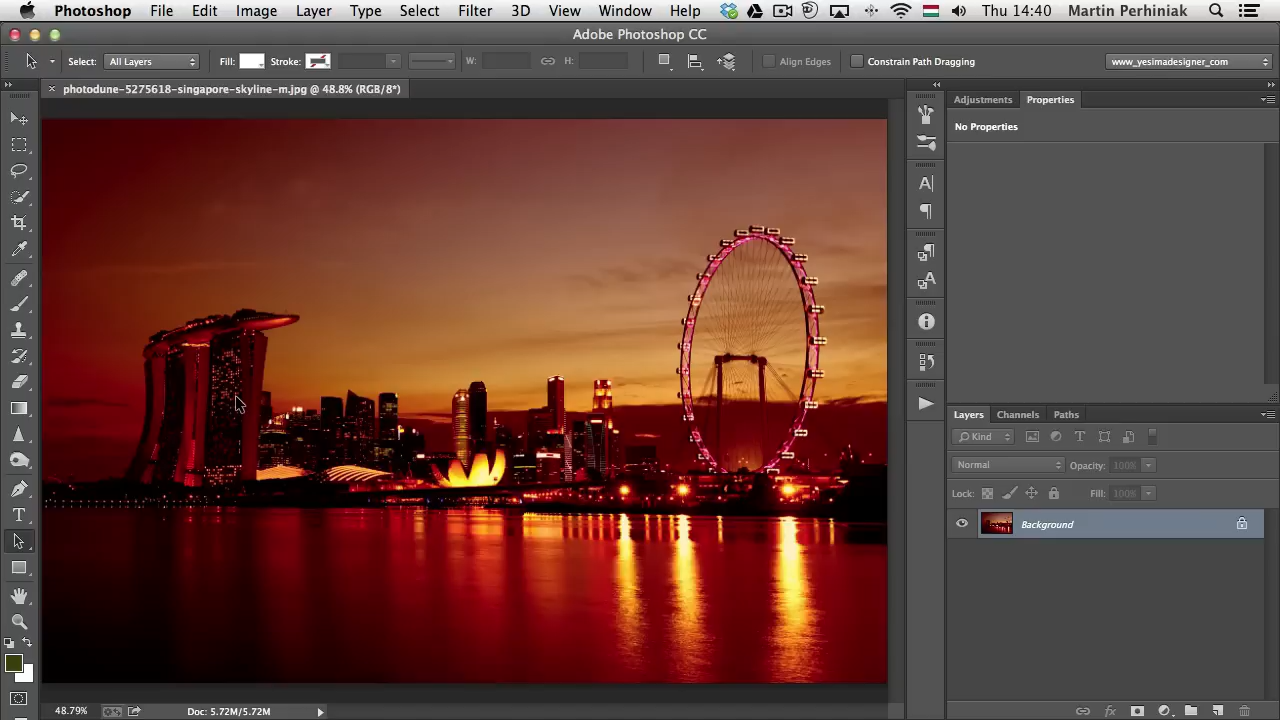 Photoshop File Edit Image Layer Type Select Filter 3D View Window Help Thu 14:40 Martin Perhiniak
Adobe Photoshop CC
Select: All Layers Fill: Stroke: W: H: Align Edges Constrain Path Dragging www_yesimadesigner_com
photodune-5275618-singapore-skyline-m.jpg @ 48.8% (RGB/8*)
Adjustments Properties
No Properties
Layers Channels Paths
Kind
Normal Opacity: 100%
Lock: Fill: 100%
Background
48.79% Doc: 5.72M/5.72M